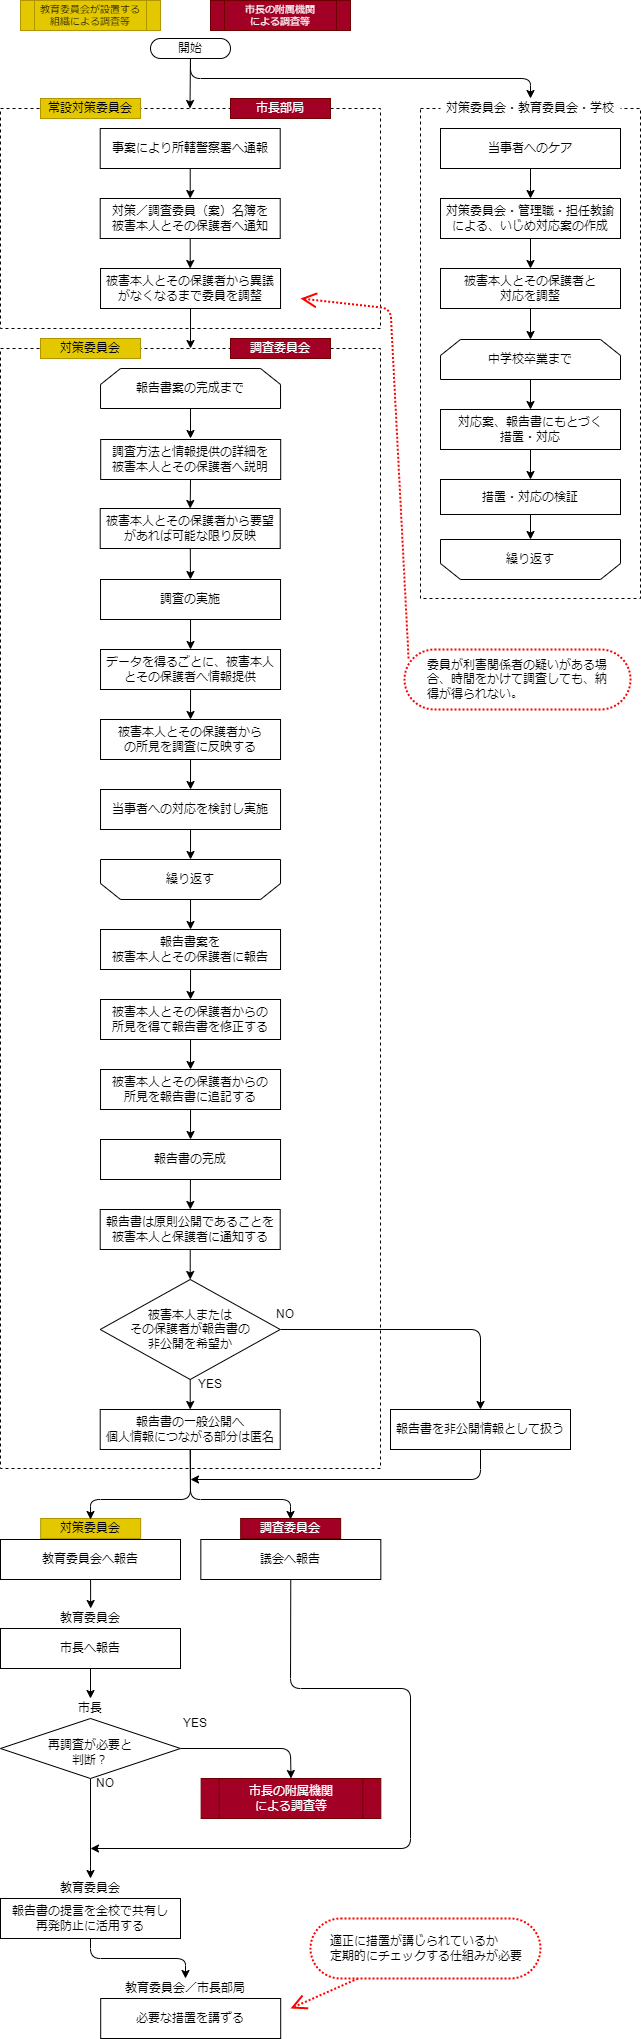 教育委員会が設置する
組織による調査等
市長の附属機関
による調査等
開始
常設対策委員会
市長部局
事案により所轄警察署へ通報
対策／調査委員（案）名簿を
被害本人とその保護者へ通知
被害本人とその保護者から異議
がなくなるまで委員を調整
対策委員会・教育委員会・学校
当事者へのケア
対策委員会・管理職・担任教諭
による、いじめ対応案の作成
被害本人とその保護者と
対応を調整
中学校卒業まで
対応案、報告書にもとづく
措置・対応
措置・対応の検証
繰り返す
委員が利害関係者の疑いがある場
合、時間をかけて調査しても、納
得が得られない。
対策委員会
調査委員会
報告書案の完成まで
調査方法と情報提供の詳細を
被害本人とその保護者へ説明
被害本人とその保護者から要望
があれば可能な限り反映
調査の実施
データを得るごとに、被害本人
とその保護者へ情報提供
被害本人とその保護者から
の所見を調査に反映する
当事者への対応を検討し実施
繰り返す
報告書案を
被害本人とその保護者に報告
被害本人とその保護者からの
所見を得て報告書を修正する
被害本人とその保護者からの
所見を報告書に追記する
報告書の完成
報告書は原則公開であることを
被害本人と保護者に通知する
被害本人または
その保護者が報告書の
非公開を希望か
NO
YES
報告書の一般公開へ
個人情報につながる部分は匿名
報告書を非公開情報として扱う
対策委員会
調査委員会
教育委員会へ報告
議会へ報告
教育委員会
市長へ報告
市長
再調査が必要と
判断？
YES
NO
市長の附属機関
による調査等
教育委員会
報告書の提言を全校で共有し
再発防止に活用する
適正に措置が講じられているか
定期的にチェックする仕組みが必要
教育委員会／市長部局
必要な措置を講ずる